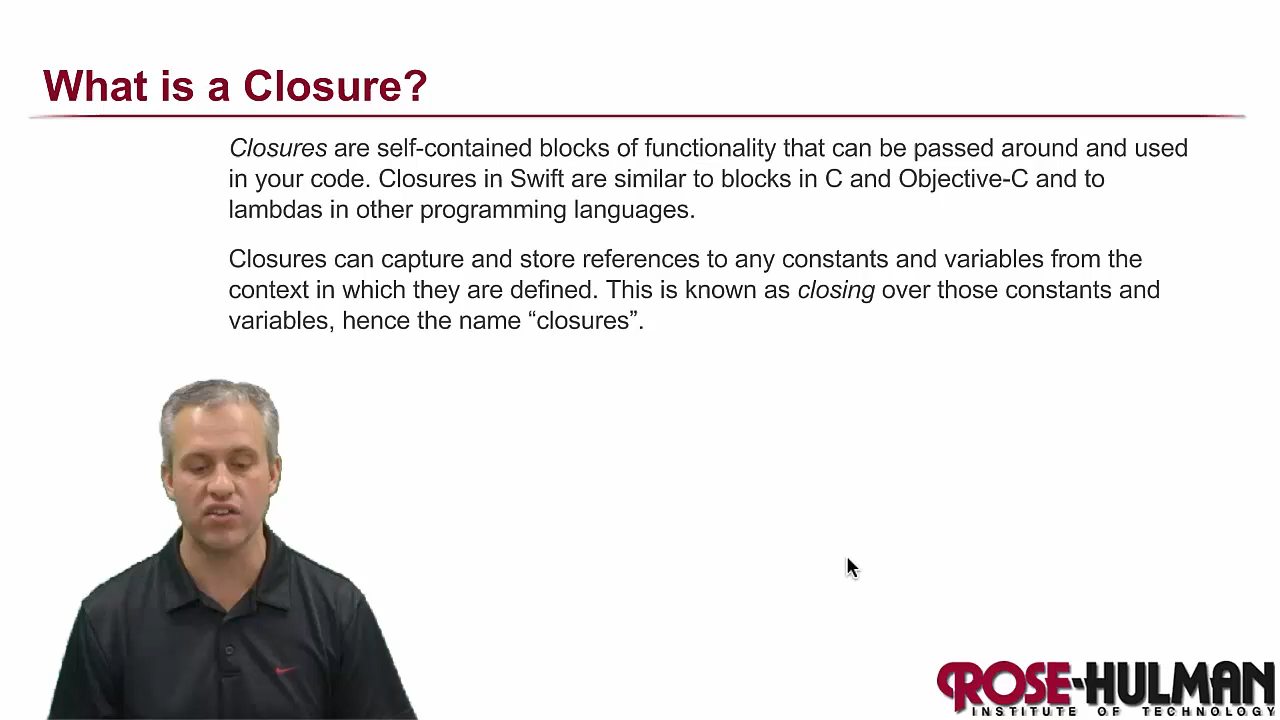 What is a Closure?
Closures are self-contained blocks of functionality that can be passed around and used
in your code. Closures in Swift are similar to blocks in C and Objective-C and to
lambdas in other programming languages.
Closures can capture and store references to any constants and variables from the
context in which they are defined. This is known as closing over those constants and
variables, hence the name “closures”.
ROSE-HULMAN
INSTITUTE OF TECHNOLOGY